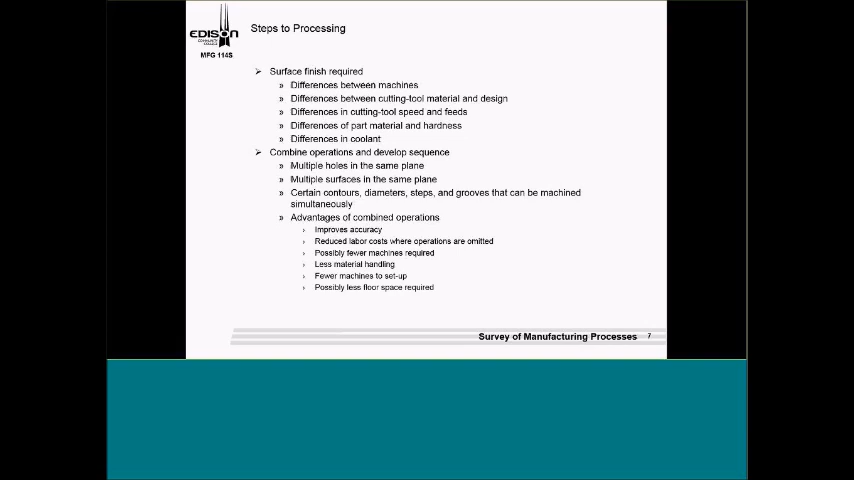 EDISON
COMMUNITY
COLLEGE
MFG 114S
Steps to Processing
➢ Surface finish required
» Differences between machines
» Differences between cutting-tool material and design
» Differences in cutting-tool speed and feeds
» Differences of part material and hardness
» Differences in coolant
➢ Combine operations and develop sequence
» Multiple holes in the same plane
» Multiple surfaces in the same plane
» Certain contours, diameters, steps, and grooves that can be machined
simultaneously
» Advantages of combined operations
› Improves accuracy
› Reduced labor costs where operations are omitted
› Possibly fewer machines required
› Less material handling
› Fewer machines to set-up
› Possibly less floor space required
Survey of Manufacturing Processes 7